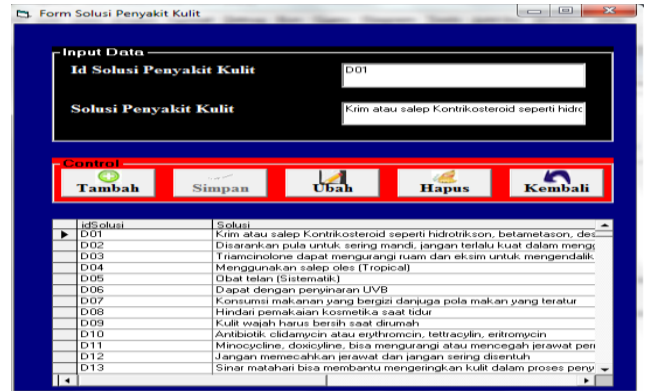 Form Solusi Penyakit Kulit
Input Data
Id Solusi Penyakit Kulit D01
Solusi Penyakit Kulit Krim atau salep Kontrikosteroid seperti hidrc
Control
Tambah Simpan Ubah Hapus Kembali
idSolusi Solusi
D01 Krim atau salep Kontrikosteroid seperti hidrotrikson, betametason, des
D02 Disarankan pula untuk sering mandi, jangan terlalu kuat dalam mengg
D03 Triamcinolone dapat mengurangi ruam dan eksim untuk mengendalik
D04 Menggunakan salep oles (Tropical)
D05 Obat telan (Sistematik)
D06 Dapat dengan penyinaran UVB
D07 Konsumsi makanan yang bergizi danjuga pola makan yang teratur
D08 Hindari pemakaian kosmetika saat tidur
D09 Kulit wajah harus bersih saat dirumah
D10 Antibiotik clidamycin atau erythromcin, tettracylin, eritromycin
D11 Minocycline, doxicyline, bisa mengurangi atau mencegah jerawat perr
D12 Jangan memecahkan jerawat dan jangan sering disentuh
D13 Sinar matahari bisa membantu mengeringkan kulit dalam proses peny